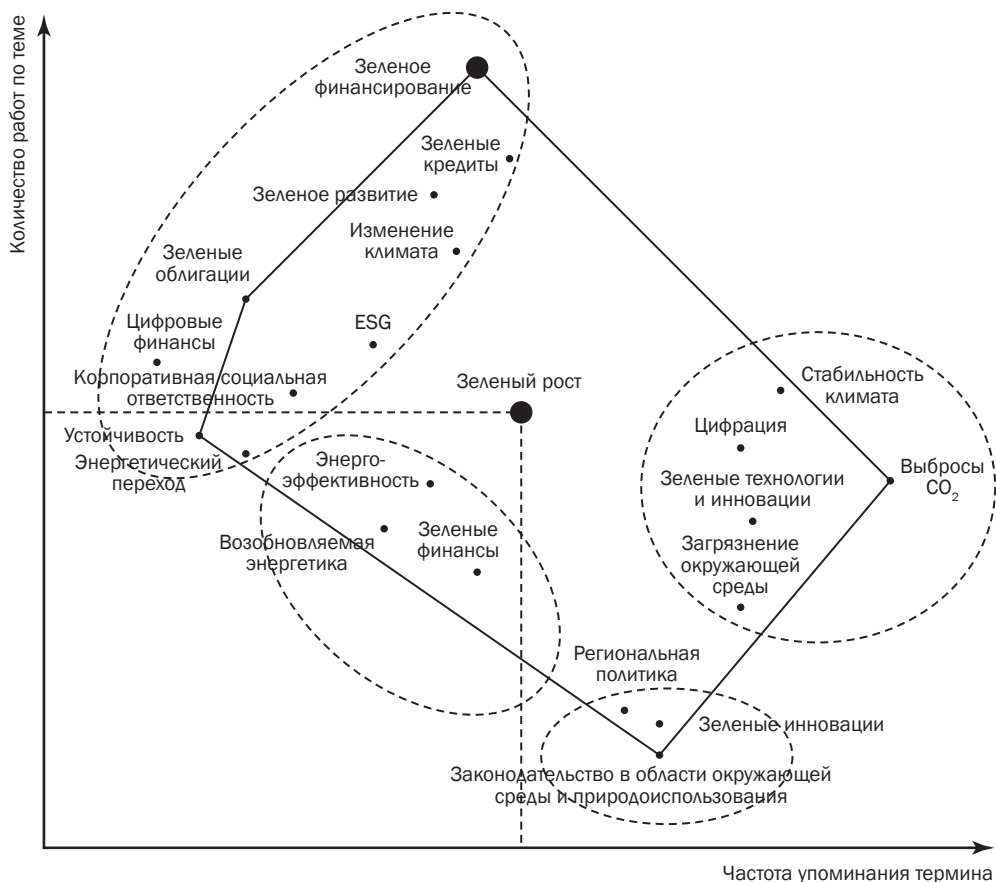 Количество работ по теме
Зеленое
финансирование
Зеленые
кредиты
Зеленое развитие
Изменение
климата
Зеленые
облигации
Цифровые
финансы
ESG
Корпоративная социальная
ответственность
Зеленый рост
Стабильность
климата
Цифрация
Устойчивость
Энергетический
переход
Энерго-
эффективность
Зеленые технологии
и инновации
Выбросы
CO2
Возобновляемая
энергетика
Зеленые
финансы
Загрязнение
окружающей
среды
Региональная
политика
Зеленые инновации
Законодательство в области окружающей
среды и природоиспользования
Частота упоминания термина